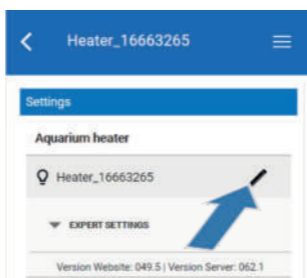 Heater_16663265
Settings
Aquarium heater
Heater_16663265
EXPERT SETTINGS
Version Website: 049.5 | Version Server: 062.1